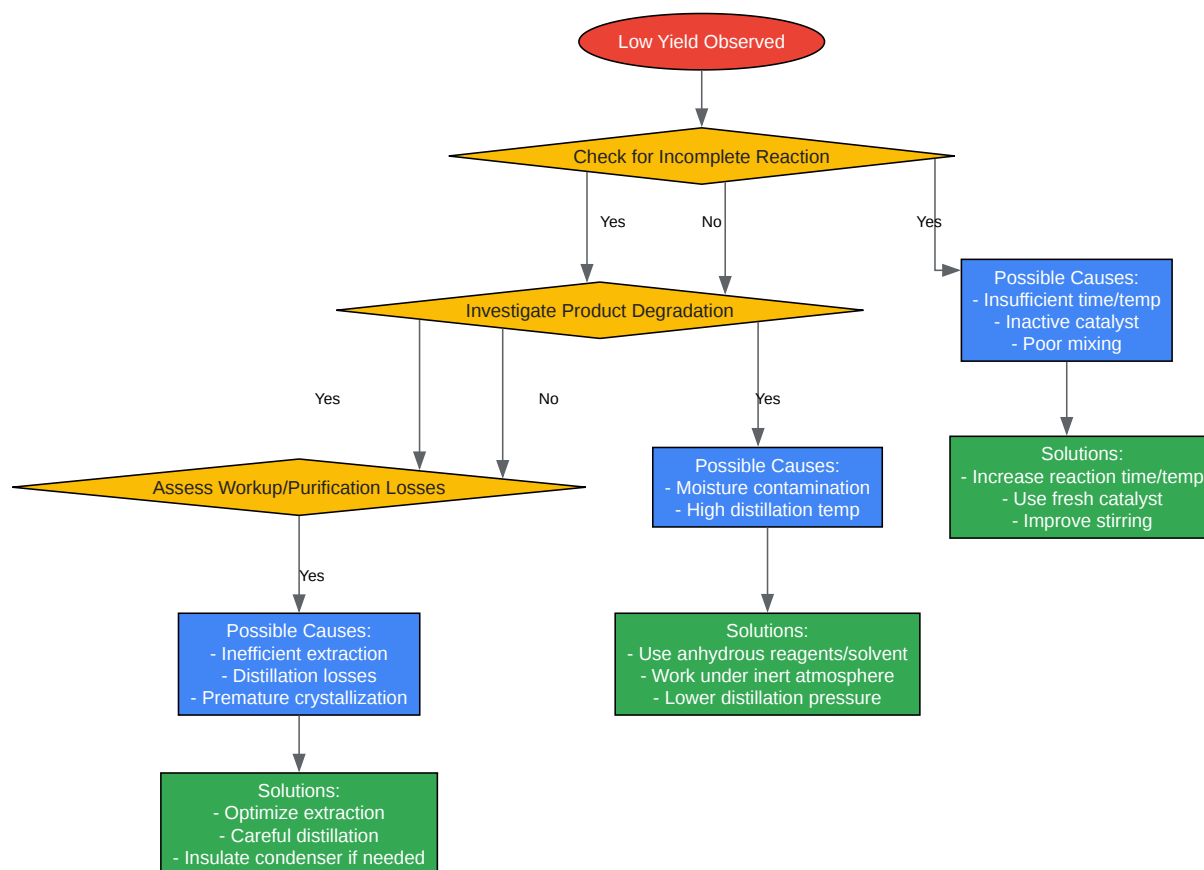 Low Yield Observed
Check for Incomplete Reaction
Yes
No
Yes
Possible Causes:
- Insufficient time/temp
- Inactive catalyst
- Poor mixing
Investigate Product Degradation
Yes
No
Yes
Solutions:
- Increase reaction time/temp
- Use fresh catalyst
- Improve stirring
Possible Causes:
- Moisture contamination
- High distillation temp
Assess Workup/Purification Losses
Yes
Possible Causes:
- Inefficient extraction
- Distillation losses
- Premature crystallization
Solutions:
- Use anhydrous reagents/solvent
- Work under inert atmosphere
- Lower distillation pressure
Solutions:
- Optimize extraction
- Careful distillation
- Insulate condenser if needed